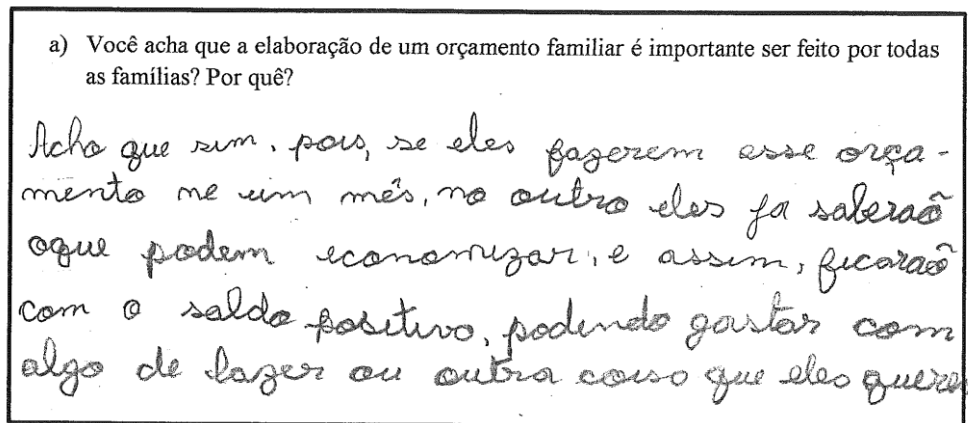 a) Você acha que a elaboração de um orçamento familiar é importante ser feito por todas
as famílias? Por quê?
Acho que sim, pois, se eles fazerem esse orça-
mento me um mês, no outro eles ja saberaõ
oque podem economizar, e assim, ficaraõ
com o saldo positivo, podendo gastar com
algo de lazer ou outra coiso que eles quere